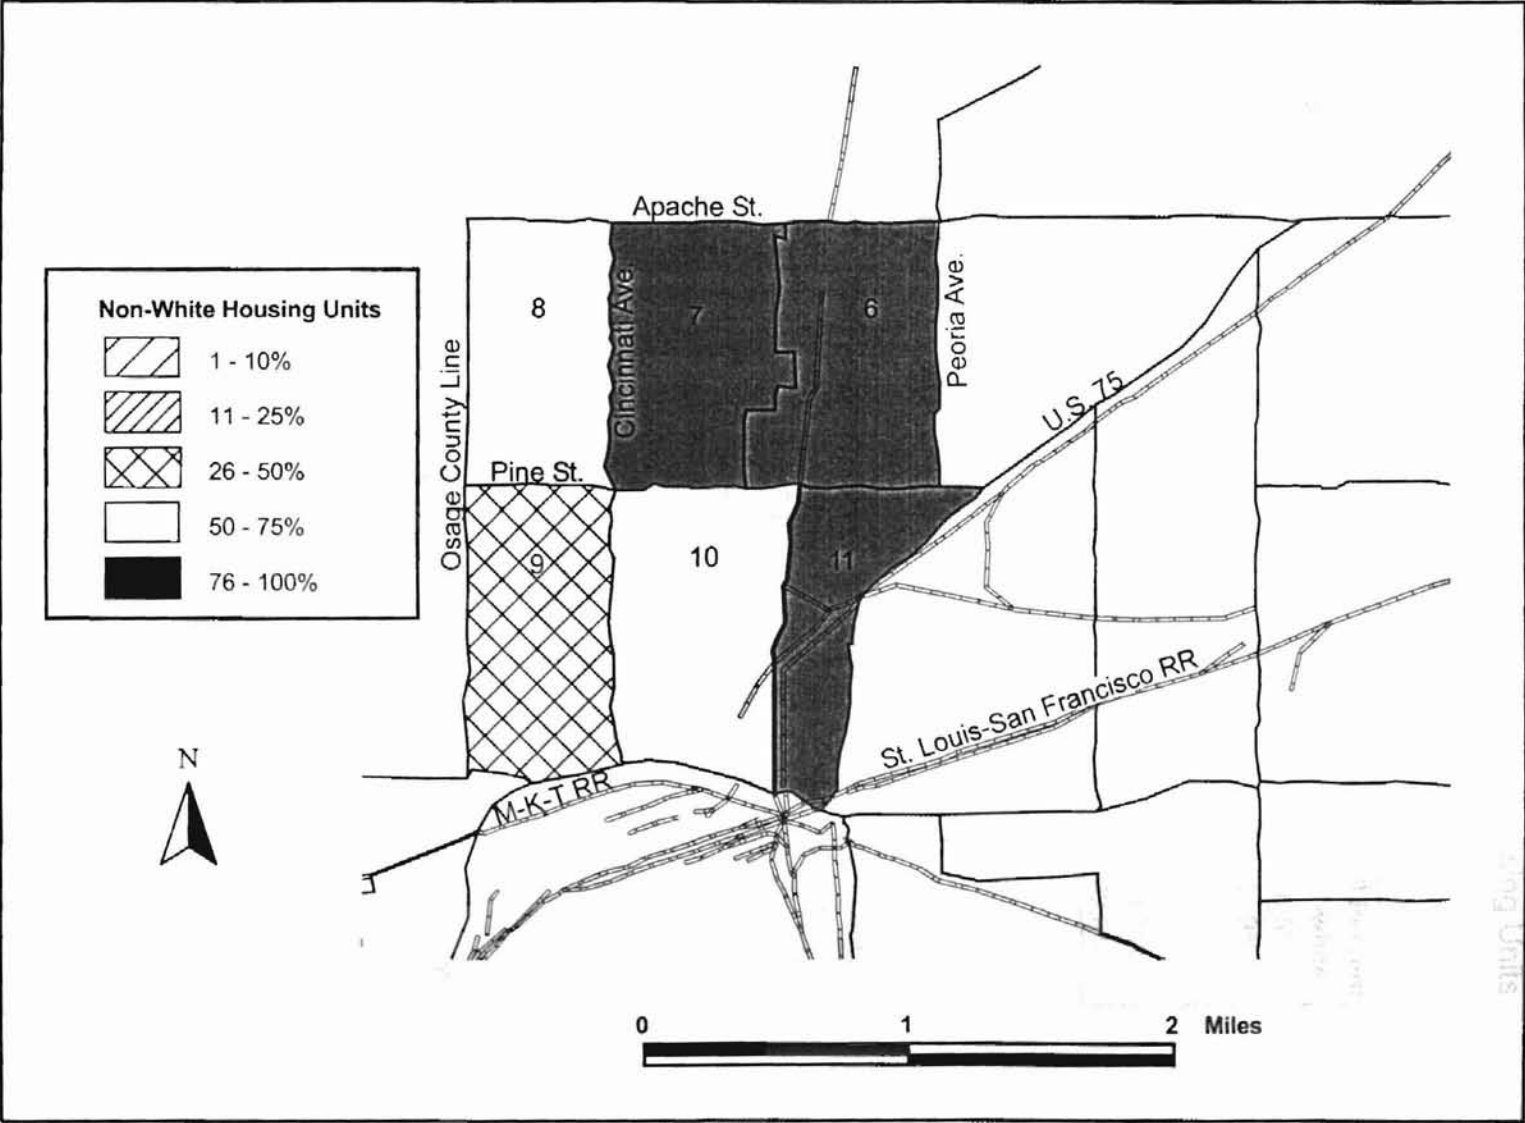 Apache St.
8
7
6
Cincinnati Ave.
Peoria Ave.
Non-White Housing Units
1 - 10%
11 - 25%
26 - 50%
50 - 75%
76 - 100%
Osage County Line
U.S. 75
Pine St.
9
10
11
St. Louis-San Francisco RR
M-K-T RR
N
0 1 2 Miles